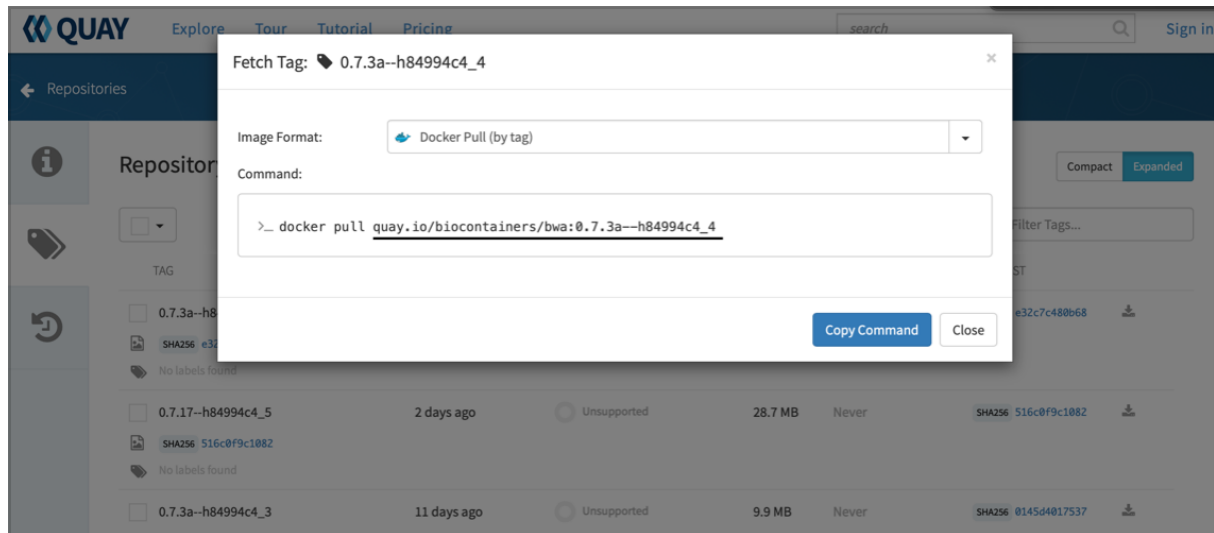 QUAY Explore Tour Tutorial Pricing search Sign in
Fetch Tag: 0.7.3a--h84994c4_4 ×
Repositories
Image Format: Docker Pull (by tag)
Repository
Compact Expanded
Command:
>_ docker pull quay.io/biocontainers/bwa:0.7.3a--h84994c4_4
Filter Tags...
TAG
ST
0.7.3a--h8
e32c7c480b68
SHA256 e32
Copy Command Close
No labels found
0.7.17--h84994c4_5 2 days ago Unsupported 28.7 MB Never SHA256 516c0f9c1082
SHA256 516c0f9c1082
No labels found
0.7.3a--h84994c4_3 11 days ago Unsupported 9.9 MB Never SHA256 0145d4017537